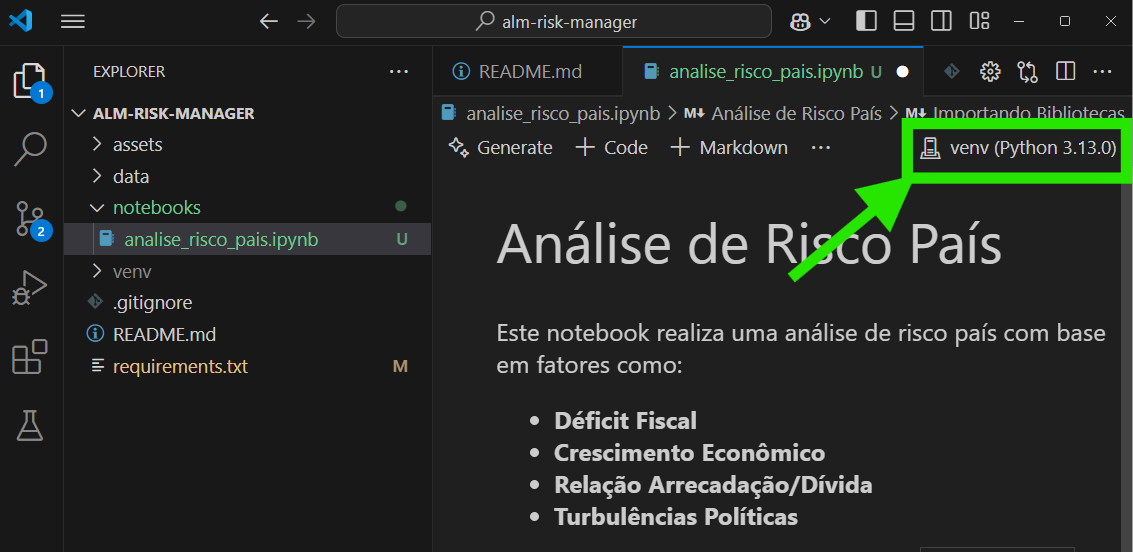 alm-risk-manager
EXPLORER
ALM-RISK-MANAGER
assets
data
notebooks
analise_risco_pais.ipynb U
venv
.gitignore
README.md
requirements.txt M
1
2
README.md
analise_risco_pais.ipynb U
analise_risco_pais.ipynb > M↓ Análise de Risco País > M↓ Importando Bibliotecas
Generate + Code + Markdown ...
venv (Python 3.13.0)
Análise de Risco País
Este notebook realiza uma análise de risco país com base
em fatores como:
• Déficit Fiscal
• Crescimento Econômico
• Relação Arrecadação/Dívida
• Turbulências Políticas